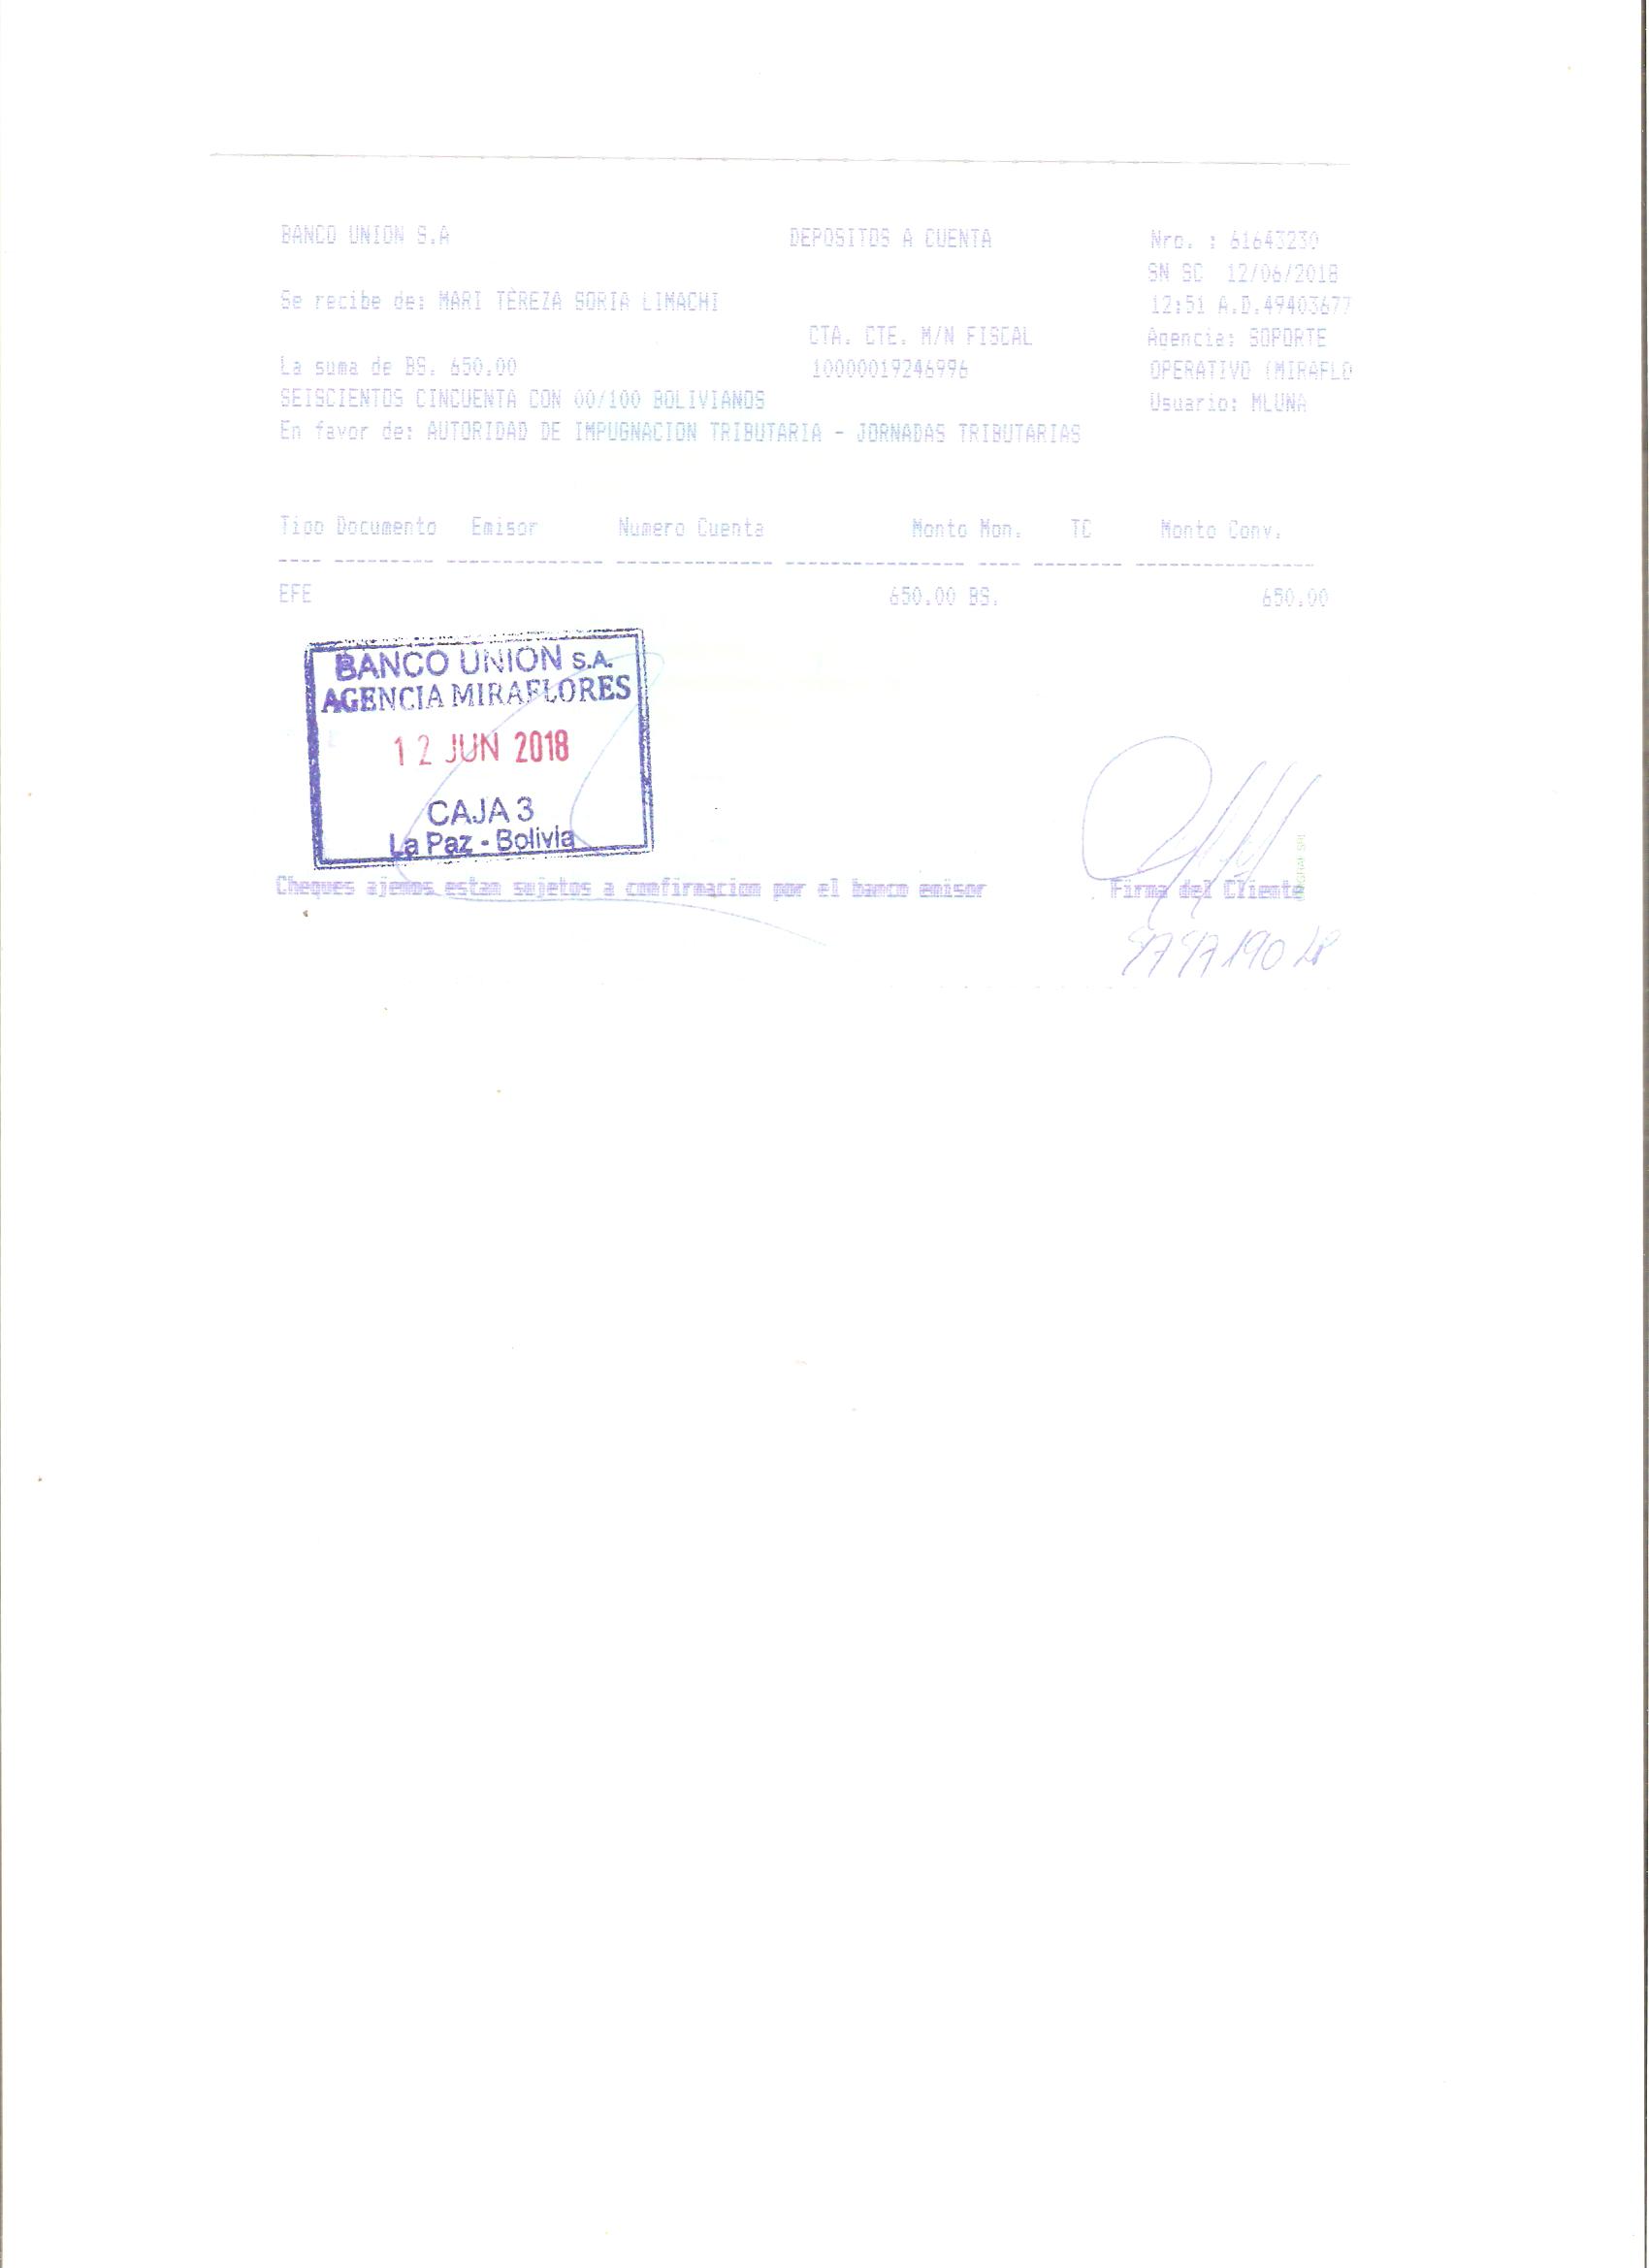 BANCO UNION S.A DEPOSITOS A CUENTA Nro. : 61643230
SN SC 12/06/2018
Se recibe de: MARI TEREZA SORIA LIMACHI 12:51 A.D.49403677
CTA. CTE. M/N FISCAL Agencia: SOPORTE
La suma de BS. 650.00 10000019246996 OPERATIVO (MIRAFLO
SEISCIENTOS CINCUENTA CON 00/100 BOLIVIANOS Usuario: MLUNA
En favor de: AUTORIDAD DE IMPUGNACION TRIBUTARIA - JORNADAS TRIBUTARIAS
Tipo Documento Emisor Numero Cuenta Monto Mon. TC Monto Conv.
EFE 650.00 BS. 650.00
BANCO UNION S.A.
AGENCIA MIRAFLORES
12 JUN 2018
CAJA 3
La Paz - Bolivia
Cheques ajenos estan sujetos a confirmacion por el banco emisor Firma del Cliente